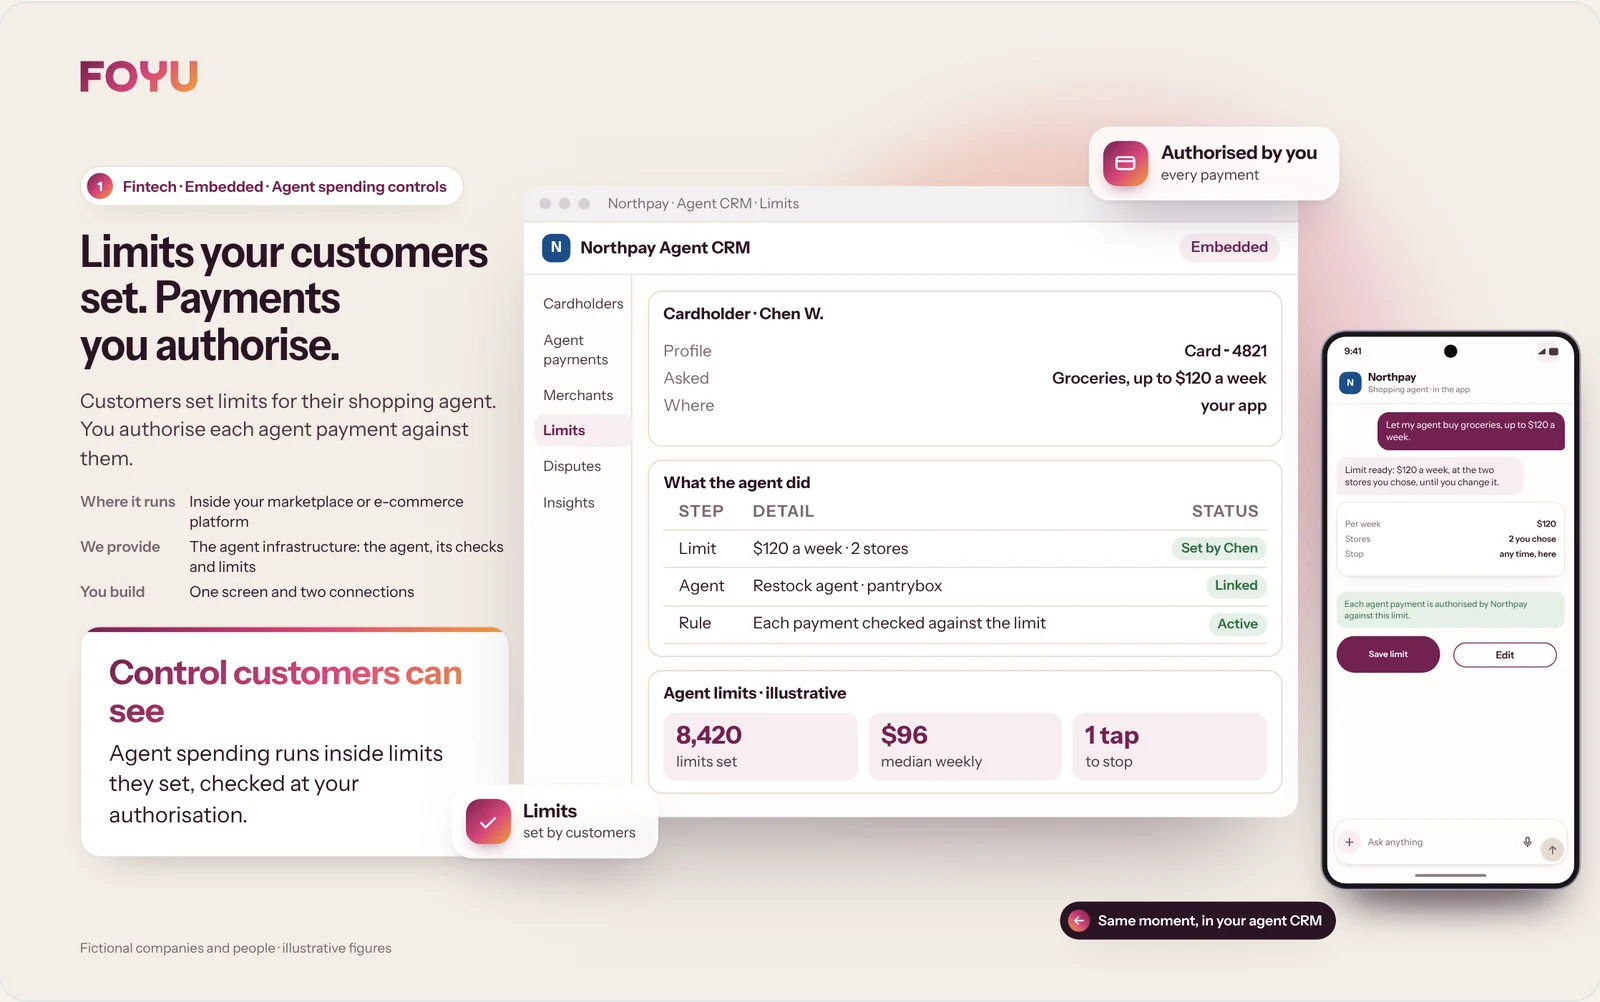 FOYU
1 Fintech · Embedded · Agent spending controls
Limits your customers
set. Payments
you authorise.
Customers set limits for their shopping agent.
You authorise each agent payment against
them.
Where it runs Inside your marketplace or e-commerce
platform
We provide The agent infrastructure: the agent, its checks
and limits
You build One screen and two connections
Control customers can
see
Agent spending runs inside limits
they set, checked at your
authorisation.
Limits
set by customers
Fictional companies and people · illustrative figures
Authorised by you
every payment
Northpay · Agent CRM · Limits
N Northpay Agent CRM Embedded
Cardholders
Agent
payments
Merchants
Limits
Disputes
Insights
Cardholder · Chen W.
Profile Card - 4821
Asked Groceries, up to $120 a week
Where your app
What the agent did
STEP DETAIL STATUS
Limit $120 a week · 2 stores Set by Chen
Agent Restock agent · pantrybox Linked
Rule Each payment checked against the limit Active
Agent limits · illustrative
8,420 $96 1 tap
limits set median weekly to stop
9:41
N Northpay
Shopping agent · in the app
Let my agent buy groceries, up to $120 a
week.
Limit ready: $120 a week, at the two
stores you chose, until you change it.
Per week $120
Stores 2 you chose
Stop any time, here
Each agent payment is authorised by Northpay
against this limit.
Save limit Edit
Ask anything
Same moment, in your agent CRM